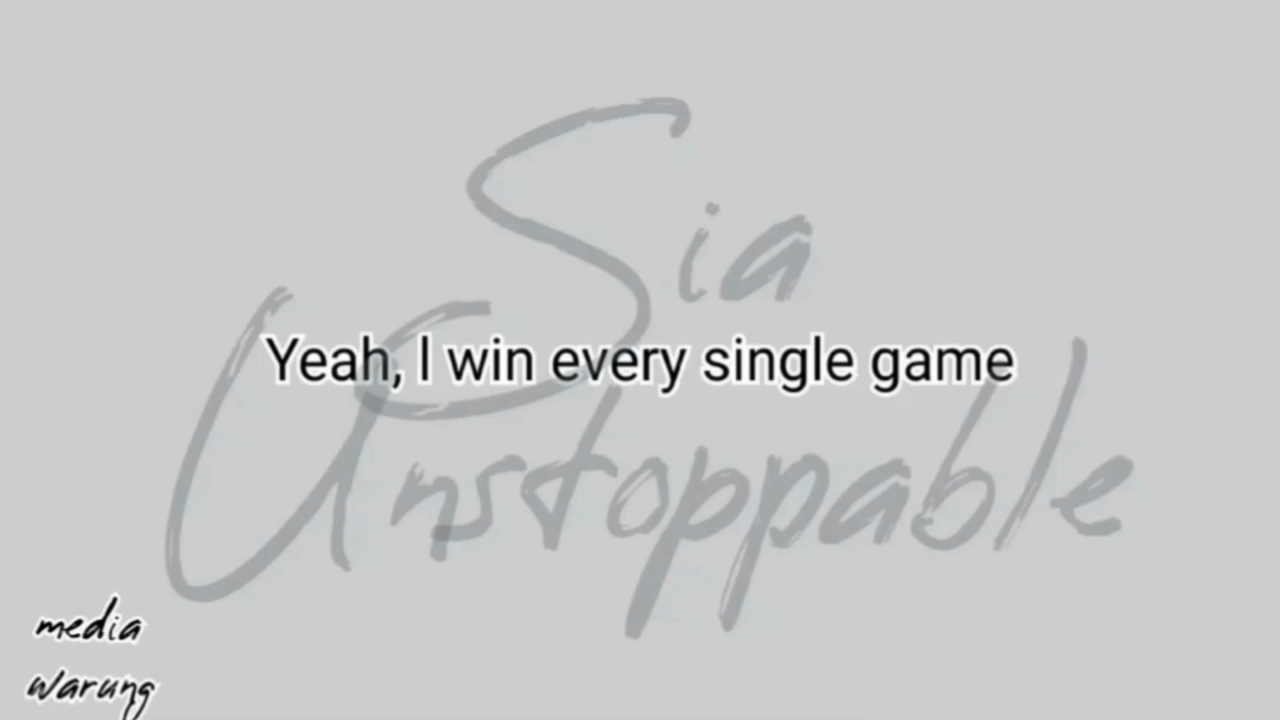 Sia
Yeah, I win every single game
Unstoppable
media
warung